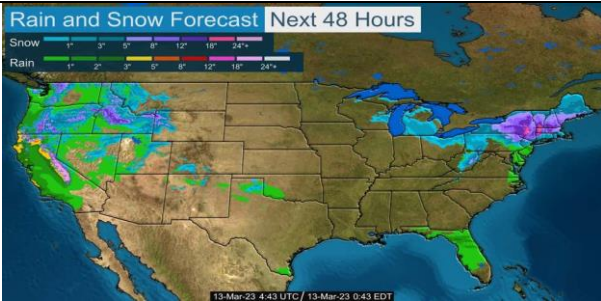 Rain and Snow Forecast Next 48 Hours
Snow 1" 3" 5" 8" 12" 18" 24"+
Rain 1" 2" 3" 5" 8" 12" 18" 24"+
13-Mar-23 4:43 UTC / 13-Mar-23 0:43 EDT